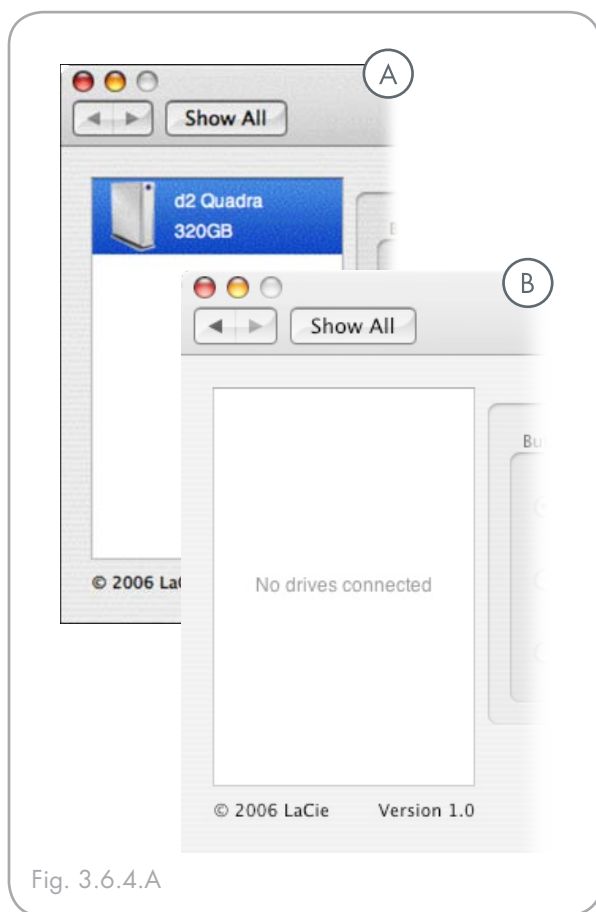 A
Show All
d2 Quadra
320GB
© 2006 La
B
Show All
No drives connected
© 2006 LaCie Version 1.0
Fig. 3.6.4.A